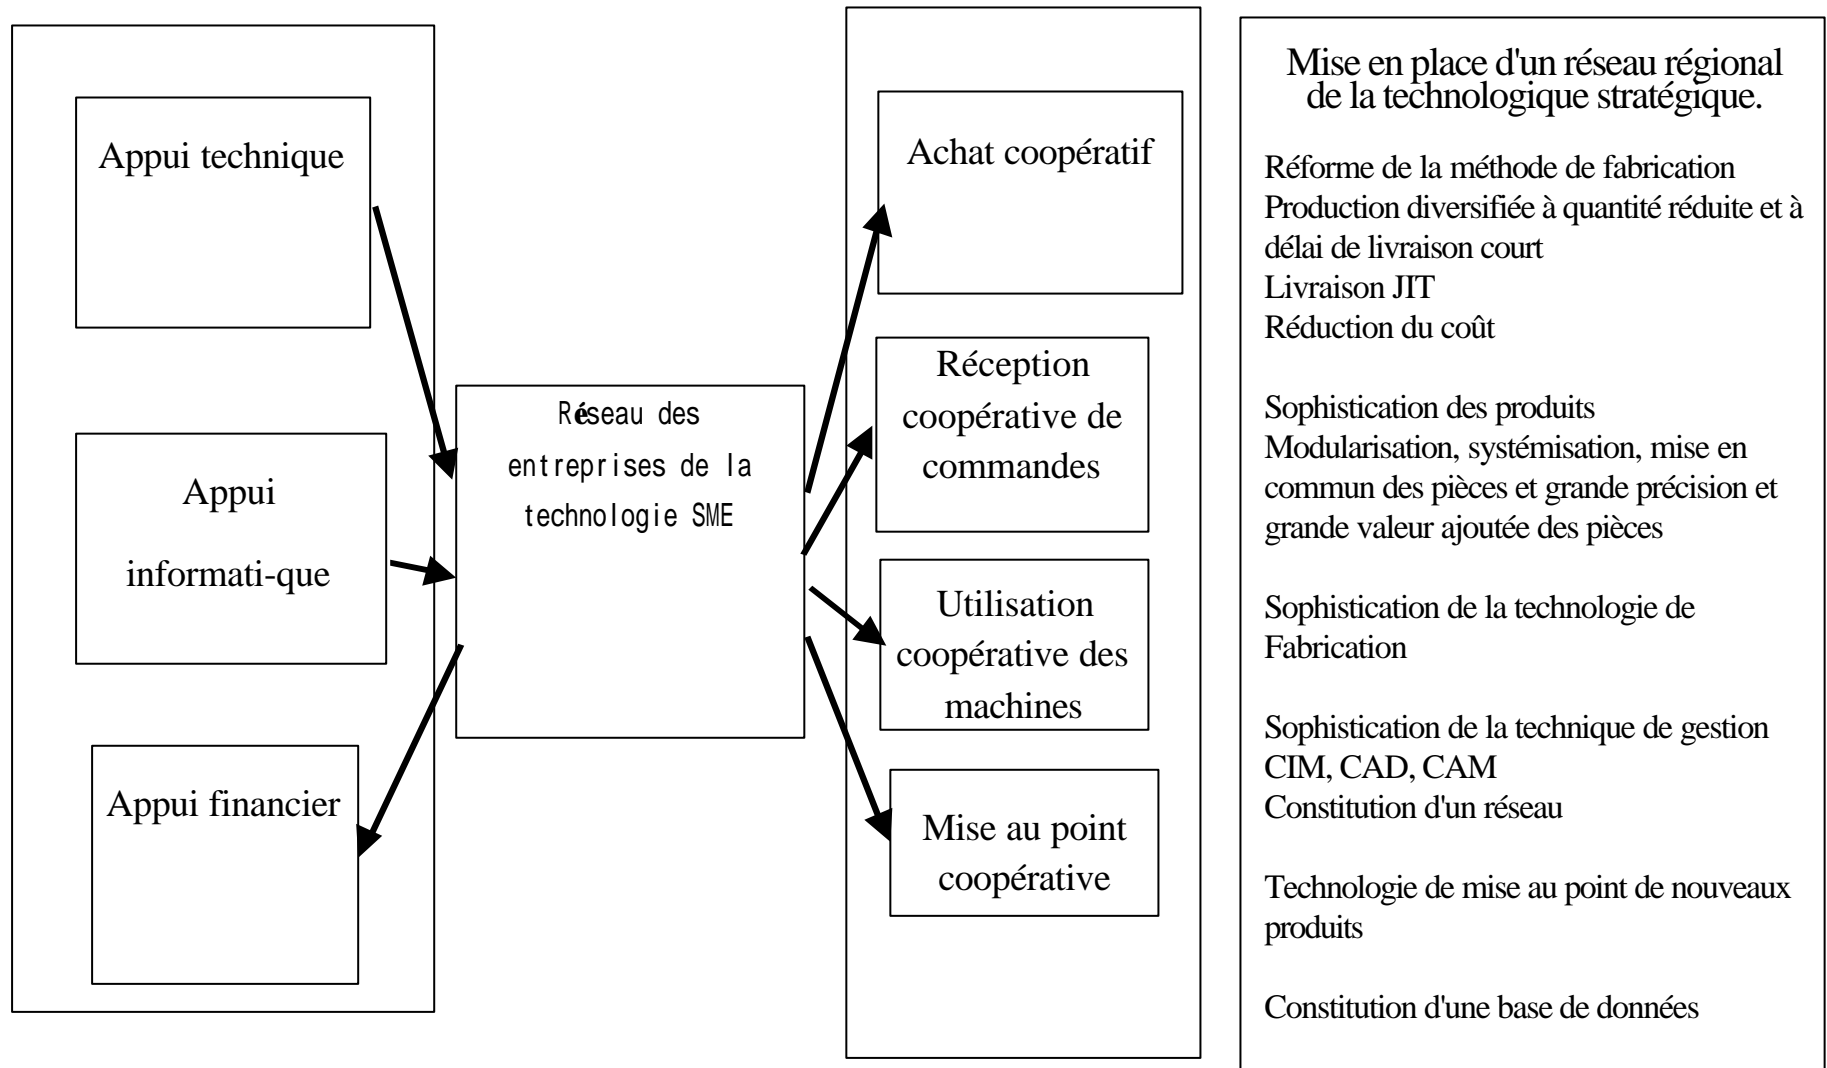 Appui technique
Appui
informati-que
Appui financier
Réseau des
entreprises de la
technologie SME
Achat coopératif
Réception
coopérative de
commandes
Utilisation
coopérative des
machines
Mise au point
coopérative
Mise en place d'un réseau régional
de la technologique stratégique.
Réforme de la méthode de fabrication
Production diversifiée à quantité réduite et à
délai de livraison court
Livraison JIT
Réduction du coût
Sophistication des produits
Modularisation, systémisation, mise en
commun des pièces et grande précision et
grande valeur ajoutée des pièces
Sophistication de la technologie de
Fabrication
Sophistication de la technique de gestion
CIM, CAD, CAM
Constitution d'un réseau
Technologie de mise au point de nouveaux
produits
Constitution d'une base de données